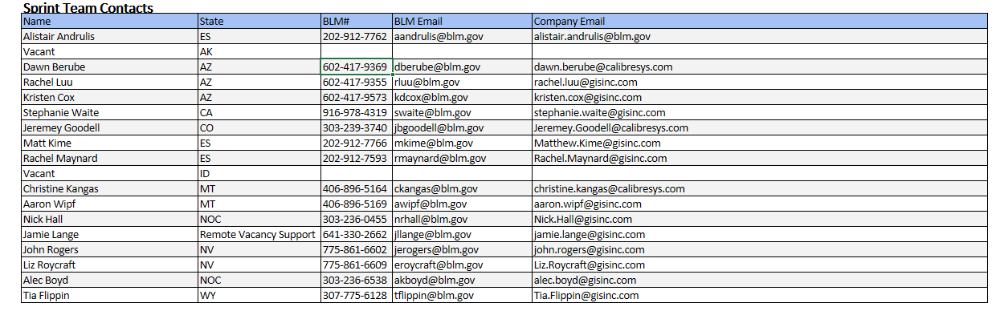 Sprint Team Contacts
Name State BLM# BLM Email Company Email
Alistair Andrulis ES 202-912-7762 aandrulis@blm.gov alistair.andrulis@blm.gov
Vacant AK
Dawn Berube AZ 602-417-9369 dberube@blm.gov dawn.berube@calibresys.com
Rachel Luu AZ 602-417-9355 rluu@blm.gov rachel.luu@gisinc.com
Kristen Cox AZ 602-417-9573 kdcox@blm.gov kristen.cox@gisinc.com
Stephanie Waite CA 916-978-4319 swaite@blm.gov stephanie.waite@gisinc.com
Jeremey Goodell CO 303-239-3740 jbgoodell@blm.gov Jeremey.Goodell@calibresys.com
Matt Kime ES 202-912-7766 mkime@blm.gov Matthew.Kime@gisinc.com
Rachel Maynard ES 202-912-7593 rmaynard@blm.gov Rachel.Maynard@gisinc.com
Vacant ID
Christine Kangas MT 406-896-5164 ckangas@blm.gov christine.kangas@calibresys.com
Aaron Wipf MT 406-896-5169 awipf@blm.gov aaron.wipf@gisinc.com
Nick Hall NOC 303-236-0455 nrhall@blm.gov Nick.Hall@gisinc.com
Jamie Lange Remote Vacancy Support 641-330-2662 jllange@blm.gov jamie.lange@gisinc.com
John Rogers NV 775-861-6602 jerogers@blm.gov john.rogers@gisinc.com
Liz Roycraft NV 775-861-6609 eroycraft@blm.gov Liz.Roycraft@gisinc.com
Alec Boyd NOC 303-236-6538 akboyd@blm.gov alec.boyd@gisinc.com
Tia Flippin WY 307-775-6128 tflippin@blm.gov Tia.Flippin@gisinc.com